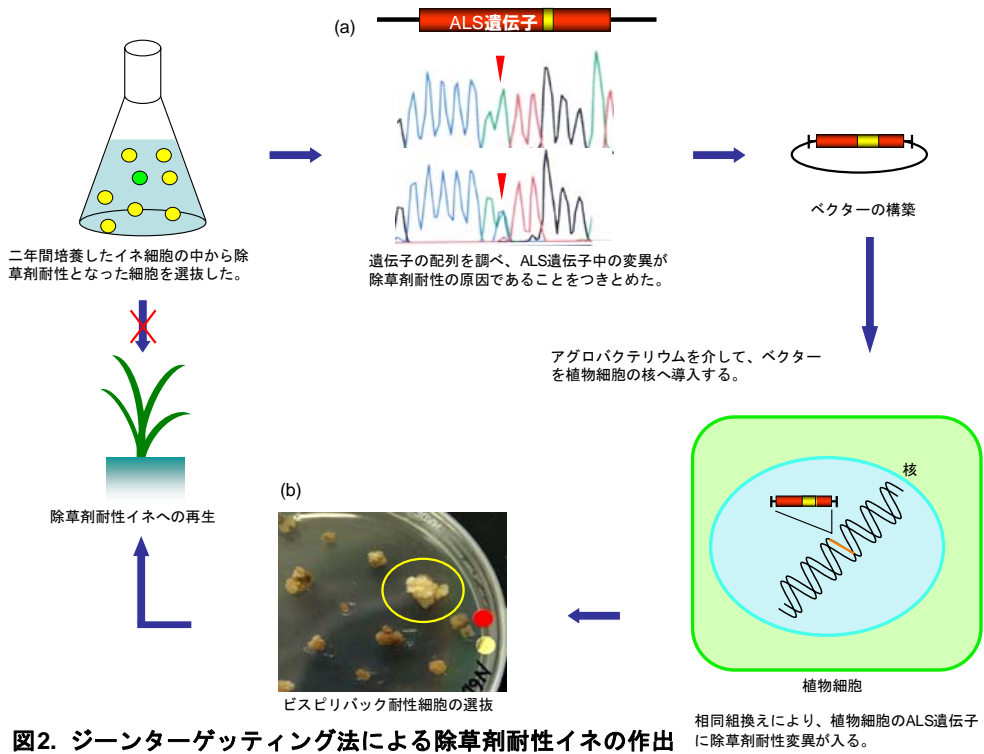 (a)
ALS遺伝子
二年間培養したイネ細胞の中から除
草剤耐性となった細胞を選抜した。
遺伝子の配列を調べ、ALS遺伝子中の変異が
除草剤耐性の原因であることをつきとめた。
ベクターの構築
アグロバクテリウムを介して、ベクター
を植物細胞の核へ導入する。
核
植物細胞
相同組換えにより、植物細胞のALS遺伝子
に除草剤耐性変異が入る。
(b)
ビスピリバック耐性細胞の選抜
除草剤耐性イネへの再生
図2. ジーンターゲッティング法による除草剤耐性イネの作出